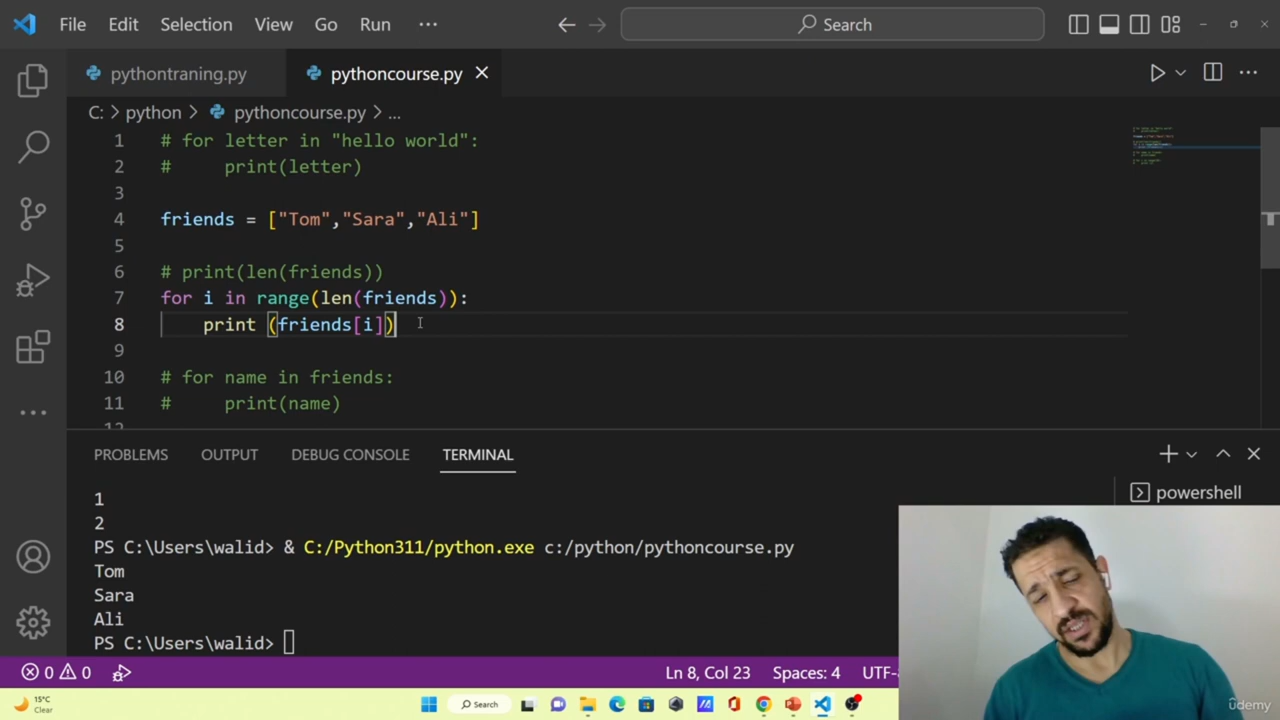 File Edit Selection View Go Run ··· Search
pythontraning.py pythoncourse.py
C: > python > pythoncourse.py > ...
1 # for letter in "hello world":
2 #     print(letter)
3
4 friends = ["Tom","Sara","Ali"]
5
6 # print(len(friends))
7 for i in range(len(friends)):
8     print (friends[i])
9
10 # for name in friends:
11 #     print(name)
12
PROBLEMS OUTPUT DEBUG CONSOLE TERMINAL
1
powershell
2
PS C:\Users\walid> & C:/Python311/python.exe c:/python/pythoncourse.py
Tom
Sara
Ali
PS C:\Users\walid>
0 0 Ln 8, Col 23 Spaces: 4 UTF-
15°C
Clear
Search
udemy